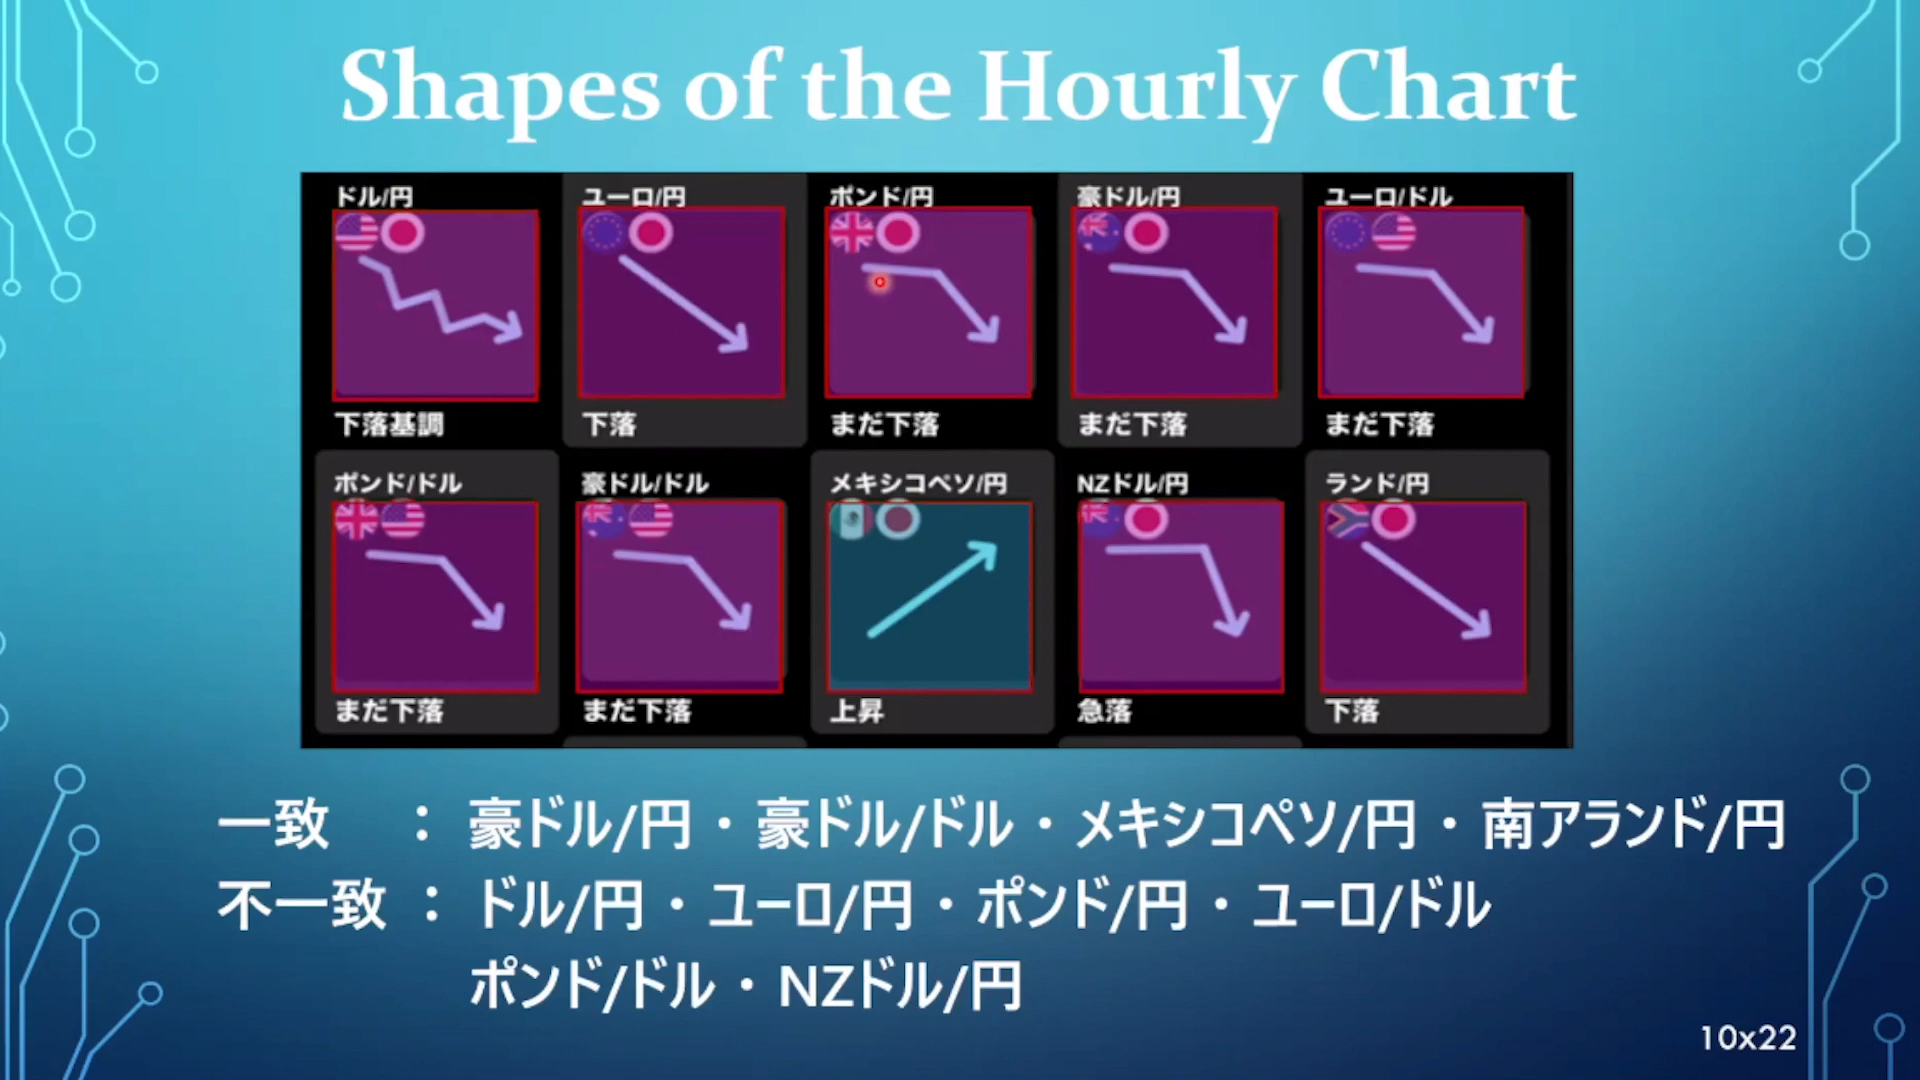 Shapes of the Hourly Chart
ドル/円
ユーロ/円
ポンド/円
豪ドル/円
ユーロ/ドル
下落基調
下落
まだ下落
まだ下落
まだ下落
ポンド/ドル
豪ドル/ドル
メキシコペソ/円
NZドル/円
ランド/円
まだ下落
まだ下落
上昇
急落
下落
一致 : 豪ドル/円・豪ドル/ドル・メキシコペソ/円・南アランド/円
不一致 : ドル/円・ユーロ/円・ポンド/円・ユーロ/ドル
ポンド/ドル・NZドル/円
10x22